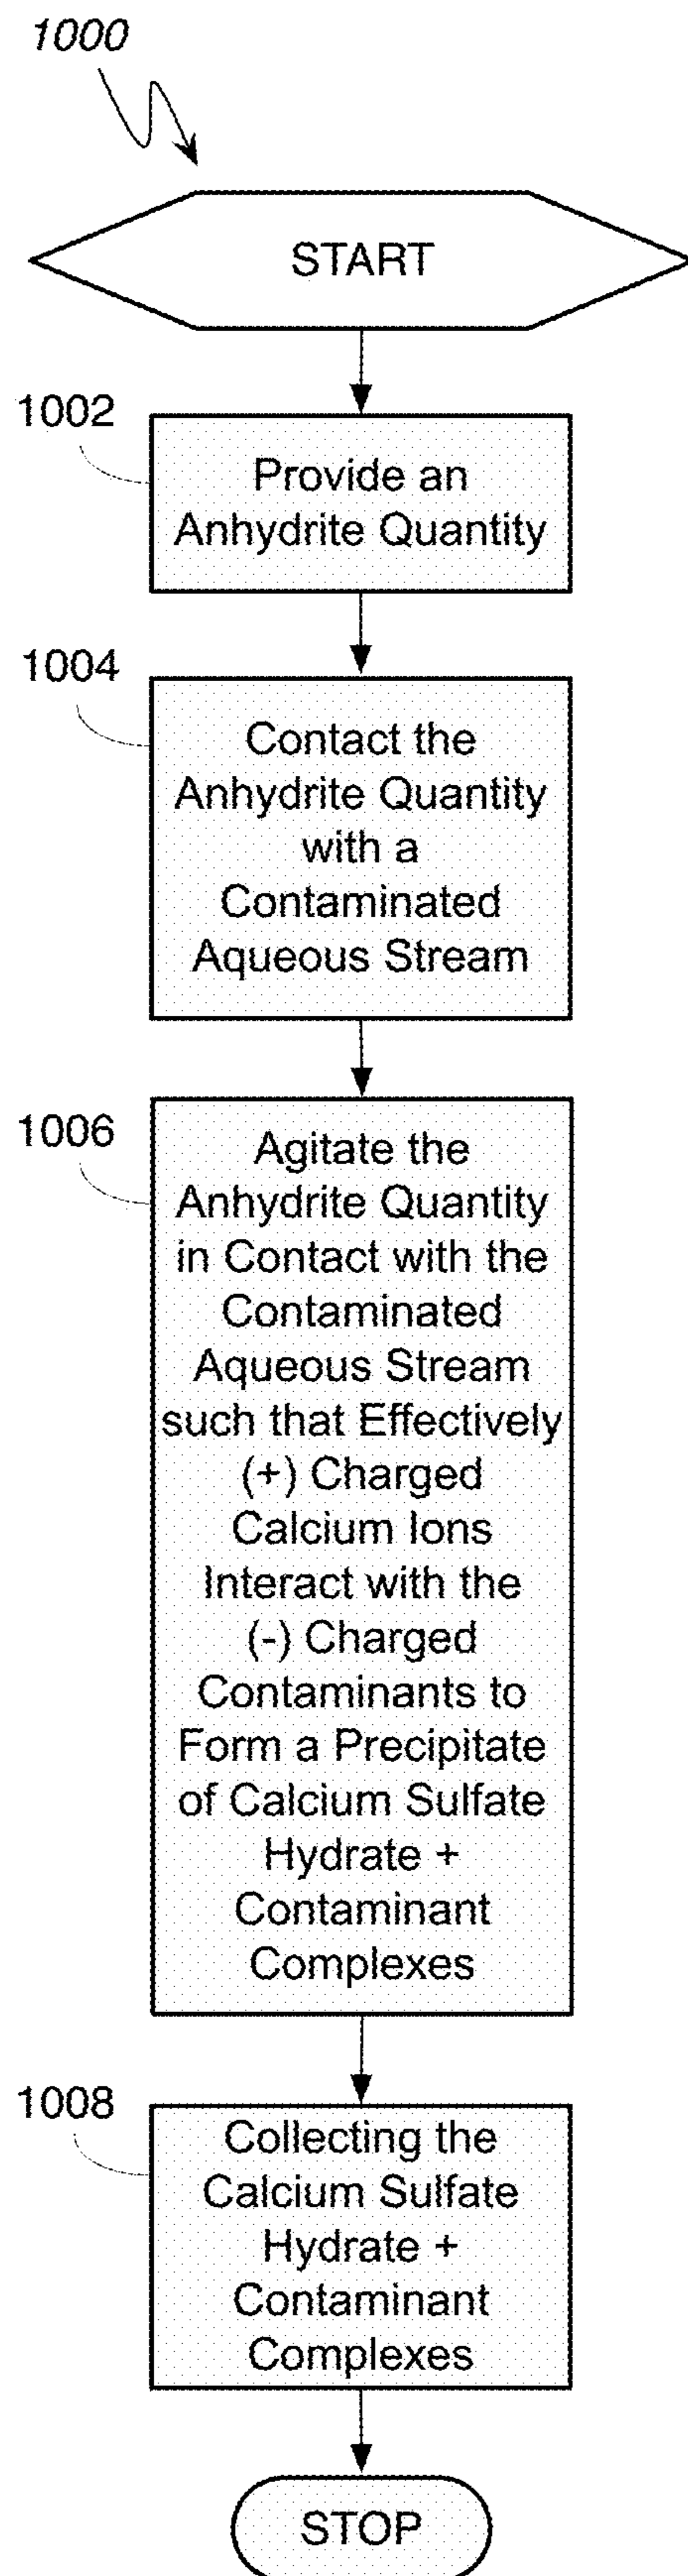 1000
START
1002
Provide an
Anhydrite Quantity
1004
Contact the
Anhydrite Quantity
with a
Contaminated
Aqueous Stream
1006
Agitate the
Anhydrite Quantity
in Contact with the
Contaminated
Aqueous Stream
such that Effectively
(+) Charged
Calcium Ions
Interact with the
(-) Charged
Contaminants to
Form a Precipitate
of Calcium Sulfate
Hydrate +
Contaminant
Complexes
1008
Collecting the
Calcium Sulfate
Hydrate +
Contaminant
Complexes
STOP